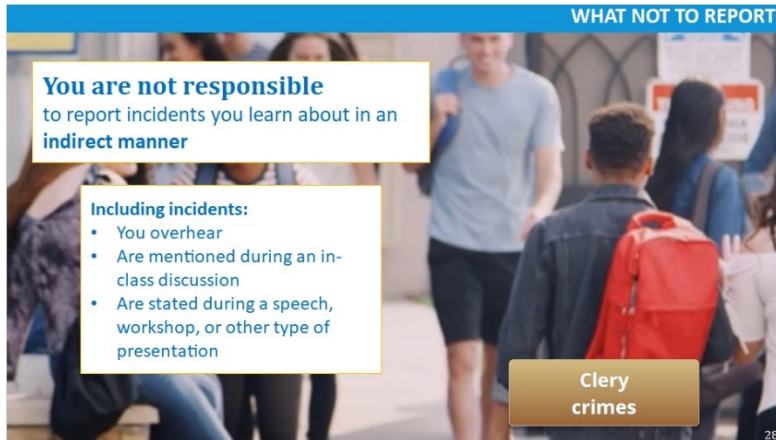 WHAT NOT TO REPORT
You are not responsible
to report incidents you learn about in an
indirect manner
Including incidents:
• You overhear
• Are mentioned during an in-
class discussion
• Are stated during a speech,
workshop, or other type of
presentation
Clery
crimes
28